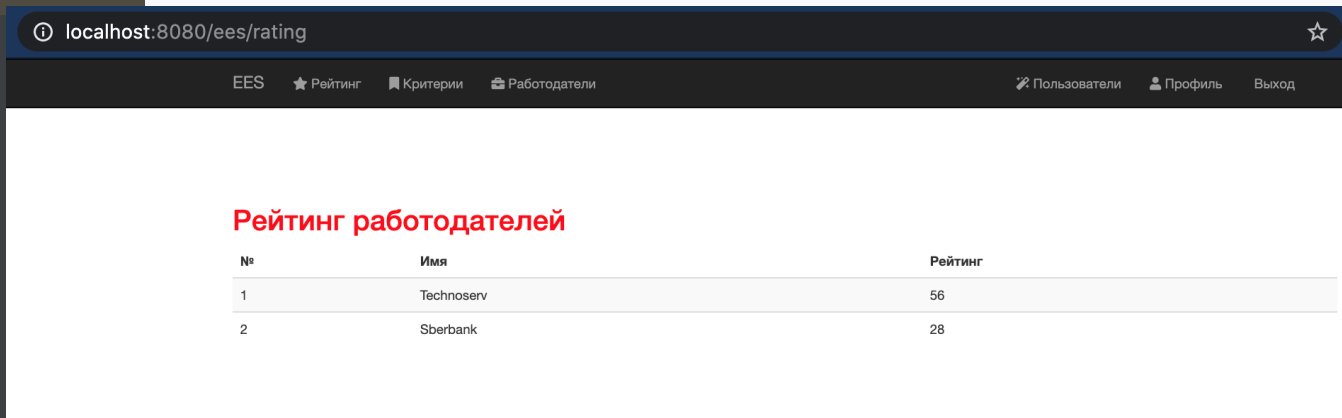 localhost:8080/ees/rating
EES Рейтинг Критерии Работодатели Пользователи Профиль Выход
Рейтинг работодателей
№ Имя Рейтинг
1 Technoserv 56
2 Sberbank 28